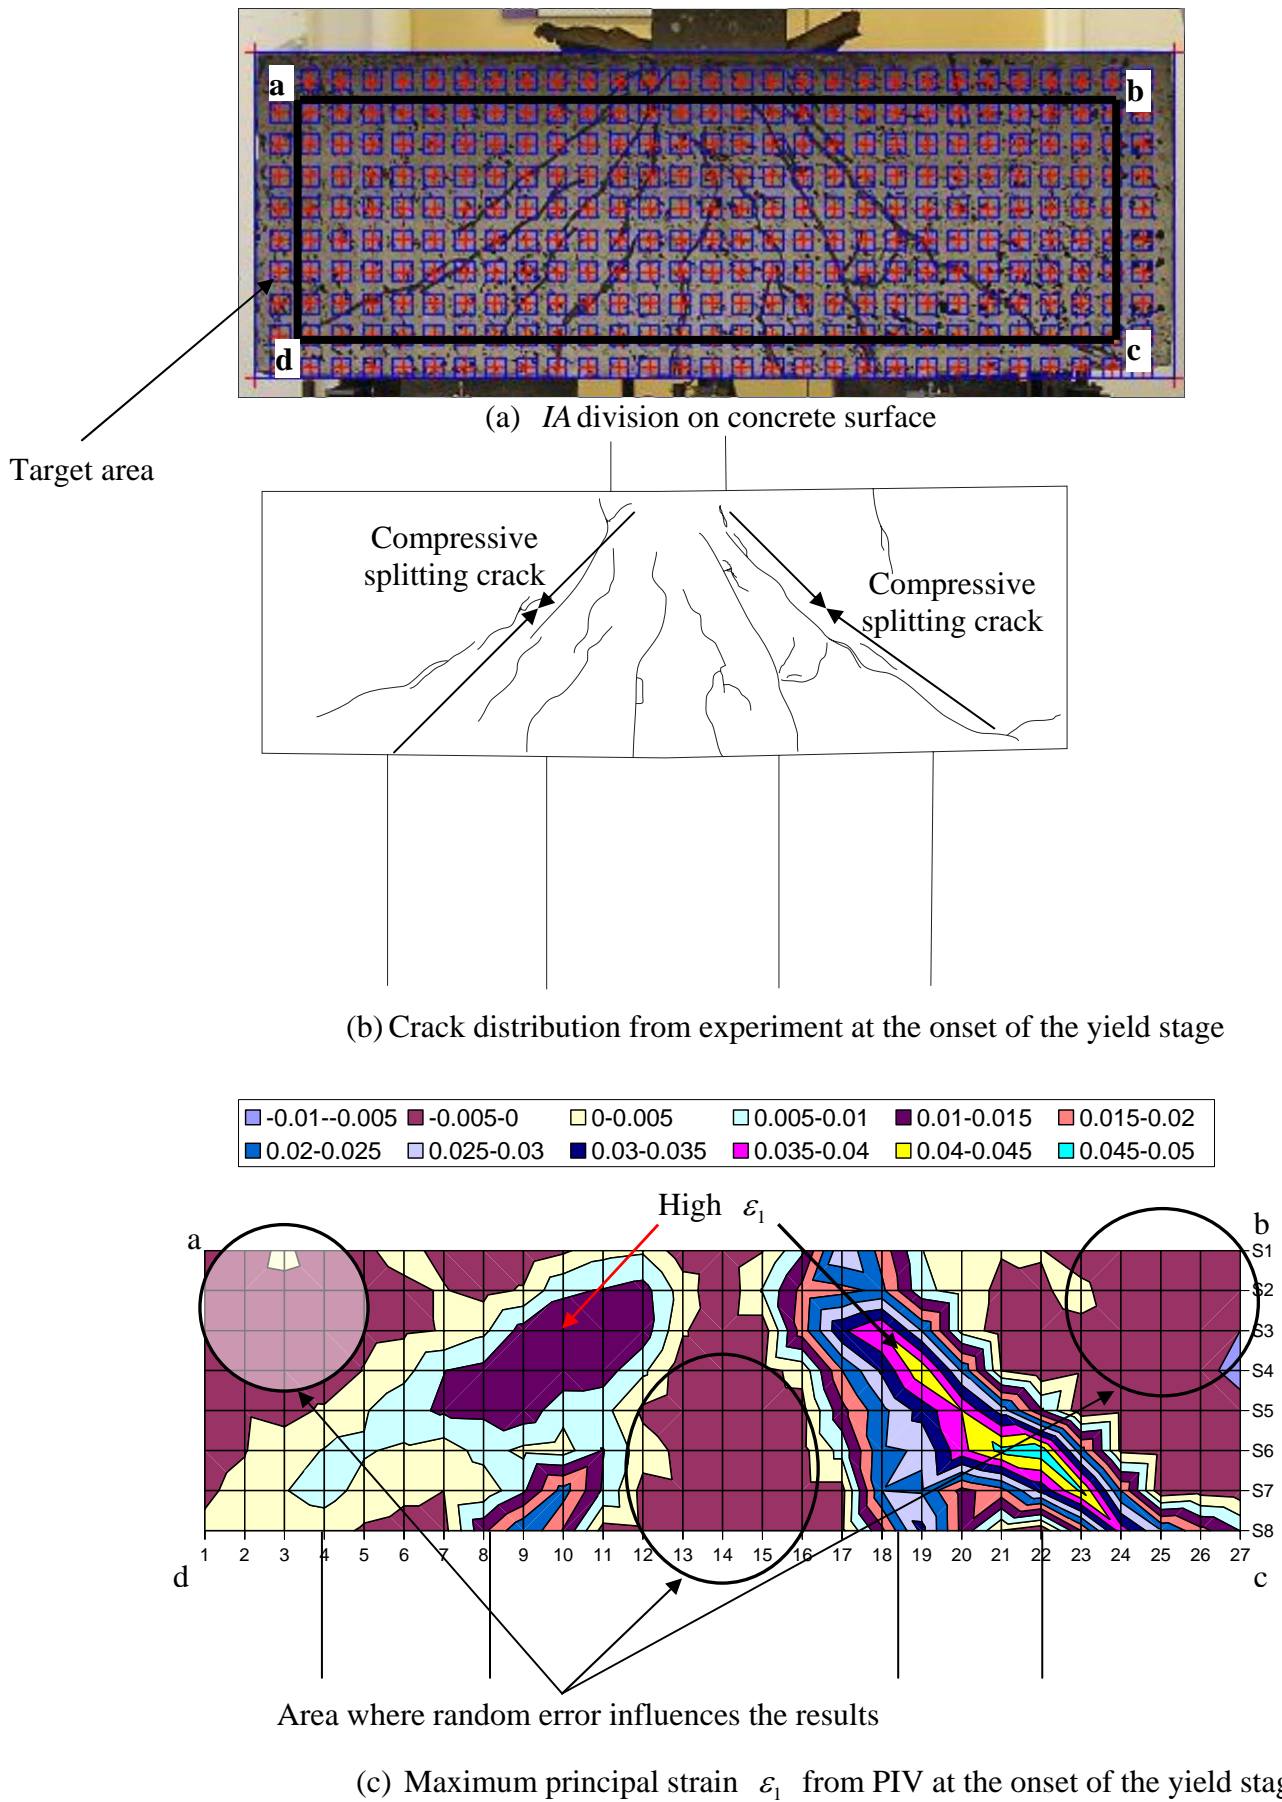 a
b
d
c
(a) IA division on concrete surface
Target area
Compressive
splitting crack
Compressive
splitting crack
(b) Crack distribution from experiment at the onset of the yield stage
-0.01--0.005 -0.005-0 0-0.005 0.005-0.01 0.01-0.015 0.015-0.02
0.02-0.025 0.025-0.03 0.03-0.035 0.035-0.04 0.04-0.045 0.045-0.05
High ε₁
a
b
S1
S2
S3
S4
S5
S6
S7
S8
1 2 3 4 5 6 7 8 9 10 11 12 13 14 15 16 17 18 19 20 21 22 23 24 25 26 27
d
c
Area where random error influences the results
(c) Maximum principal strain ε₁ from PIV at the onset of the yield stag